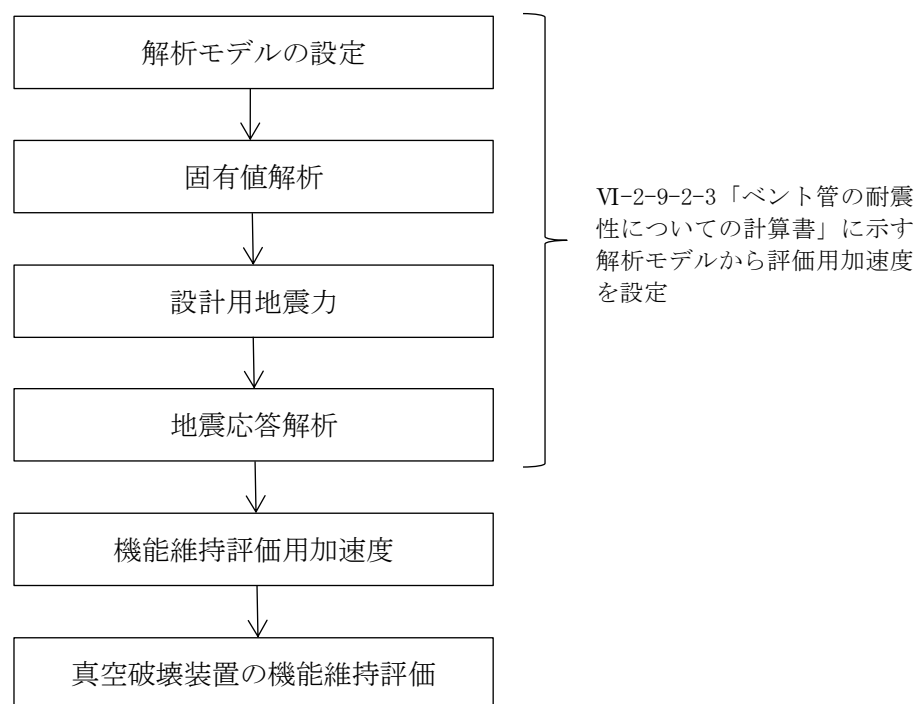 解析モデルの設定
固有値解析
設計用地震力
地震応答解析
機能維持評価用加速度
真空破壊装置の機能維持評価
Ⅵ-2-9-2-3「ベント管の耐震
性についての計算書」に示す
解析モデルから評価用加速度
を設定